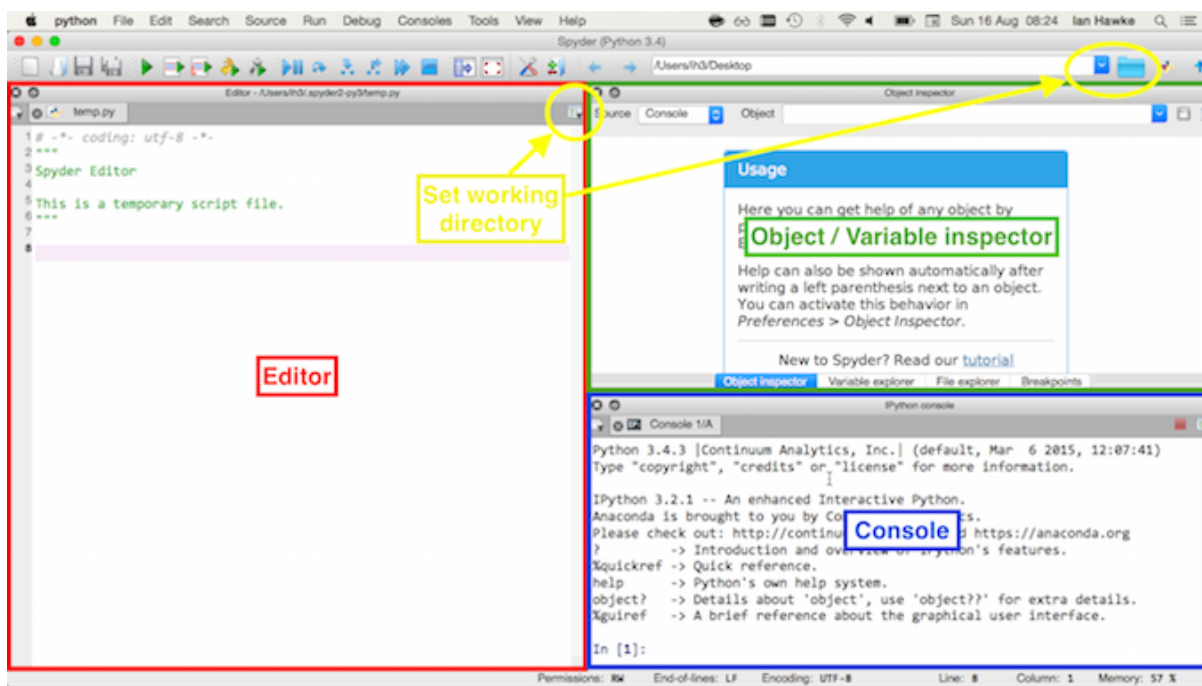 python File Edit Search Source Run Debug Consoles Tools View Help Sun 16 Aug 08:24 Ian Hawke
Spyder (Python 3.4)
/Users/ih3/Desktop
Editor - /Users/ih3/.spyder2-py3/temp.py
temp.py
1 # -*- coding: utf-8 -*-
2 """
3 Spyder Editor
4
5 This is a temporary script file.
6 """
7
8
Set working
directory
Editor
Object inspector
Source Console Object
Usage
Here you can get help of any object by
Object / Variable inspector
Help can also be shown automatically after
writing a left parenthesis next to an object.
You can activate this behavior in
Preferences > Object Inspector.
New to Spyder? Read our tutorial
Object inspector Variable explorer File explorer Breakpoints
IPython console
Console 1/A
Python 3.4.3 |Continuum Analytics, Inc.| (default, Mar 6 2015, 12:07:41)
Type "copyright", "credits" or "license" for more information.
IPython 3.2.1 -- An enhanced Interactive Python.
Anaconda is brought to you by
Please check out: https://anaconda.org
? -> Introduction and of IPython's features.
%quickref -> Quick reference.
help -> Python's own help system.
object? -> Details about 'object', use 'object??' for extra details.
%guiref -> A brief reference about the graphical user interface.
Console
In [1]:
Permissions: RW End-of-lines: LF Encoding: UTF-8 Line: 8 Column: 1 Memory: 57 %